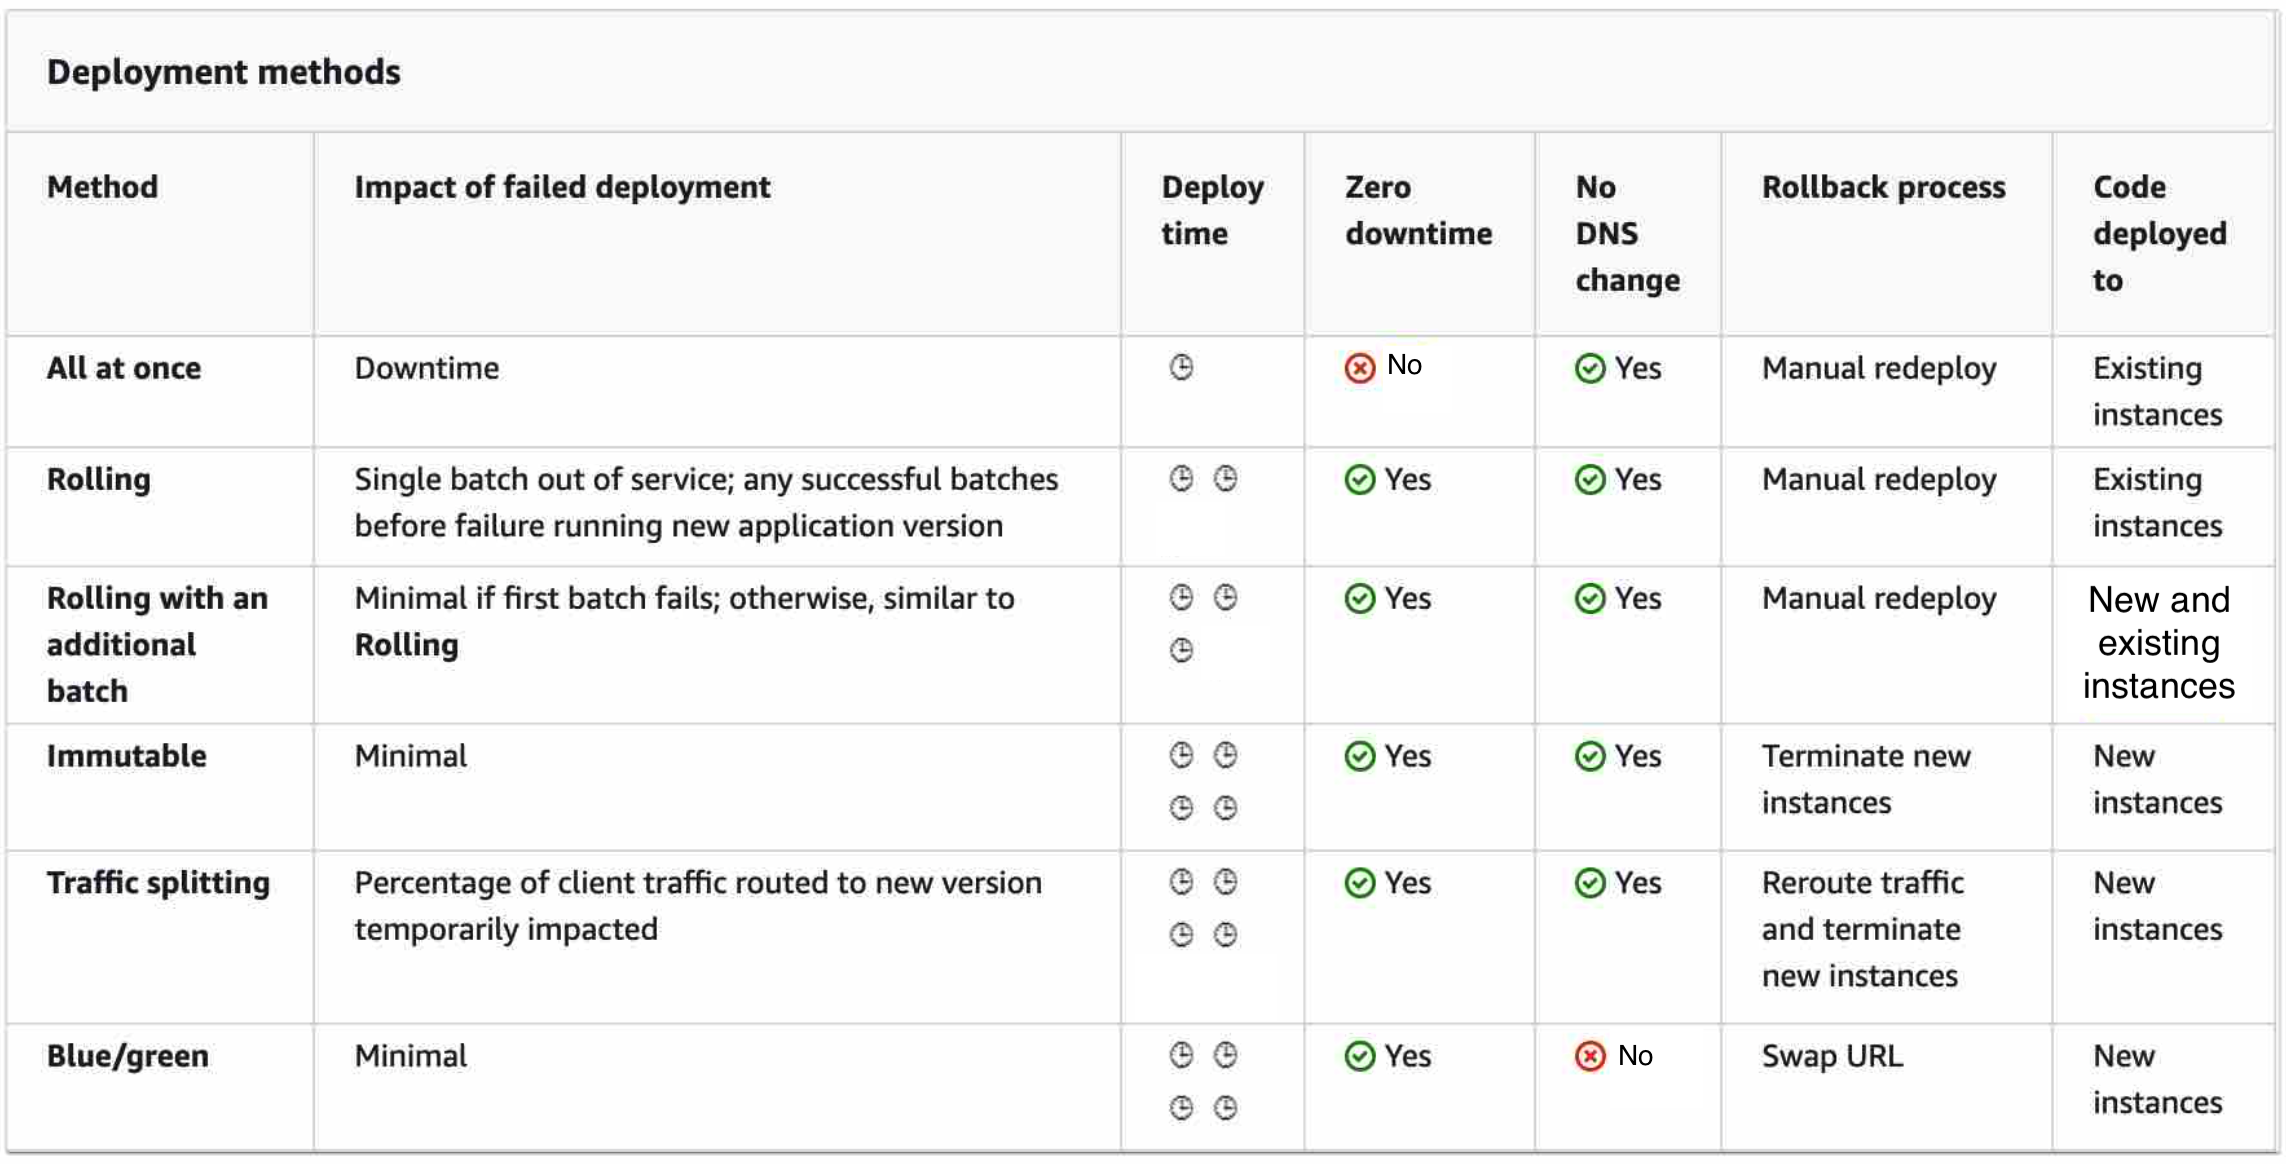 Deployment methods
Method
Impact of failed deployment
Deploy
time
Zero
downtime
No
DNS
change
Rollback process
Code
deployed
to
All at once
Downtime
No
Yes
Manual redeploy
Existing
instances
Rolling
Single batch out of service; any successful batches
before failure running new application version
Yes
Yes
Manual redeploy
Existing
instances
Rolling with an
additional
batch
Minimal if first batch fails; otherwise, similar to
Rolling
Yes
Yes
Manual redeploy
New and
existing
instances
Immutable
Minimal
Yes
Yes
Terminate new
instances
New
instances
Traffic splitting
Percentage of client traffic routed to new version
temporarily impacted
Yes
Yes
Reroute traffic
and terminate
new instances
New
instances
Blue/green
Minimal
Yes
No
Swap URL
New
instances